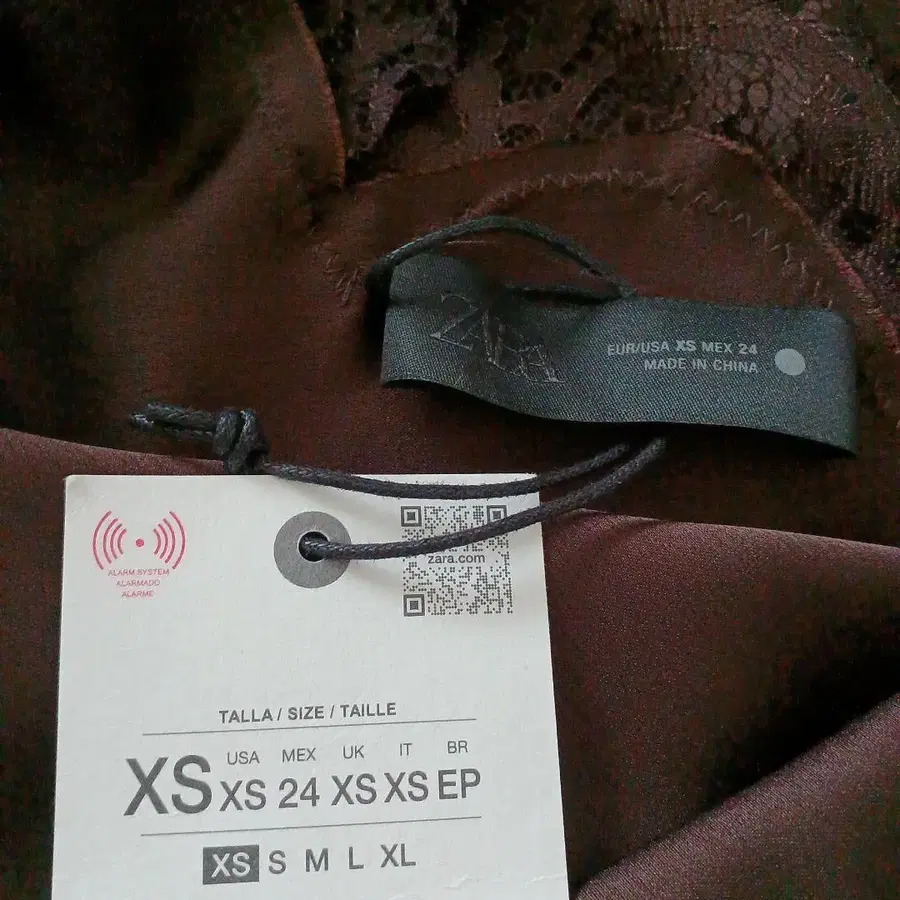 ZARA
EUR/USA XS MEX 24
MADE IN CHINA
ALARM SYSTEM
ALARMADO
ALARME
zara.com
TALLA / SIZE / TAILLE
USA MEX UK IT BR
XS XS 24 XS XS EP
XS S M L XL